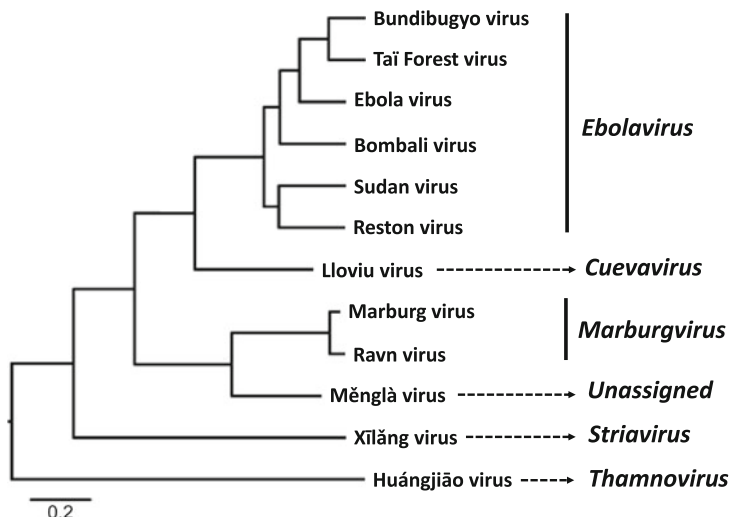 Bundibugyo virus
Taï Forest virus
Ebola virus
Ebolavirus
Bombali virus
Sudan virus
Reston virus
Lloviu virus Cuevavirus
Marburg virus
Marburgvirus
Ravn virus
Měnglà virus Unassigned
Xīlǎng virus Striavirus
Huángjiāo virus Thamnovirus
0.2